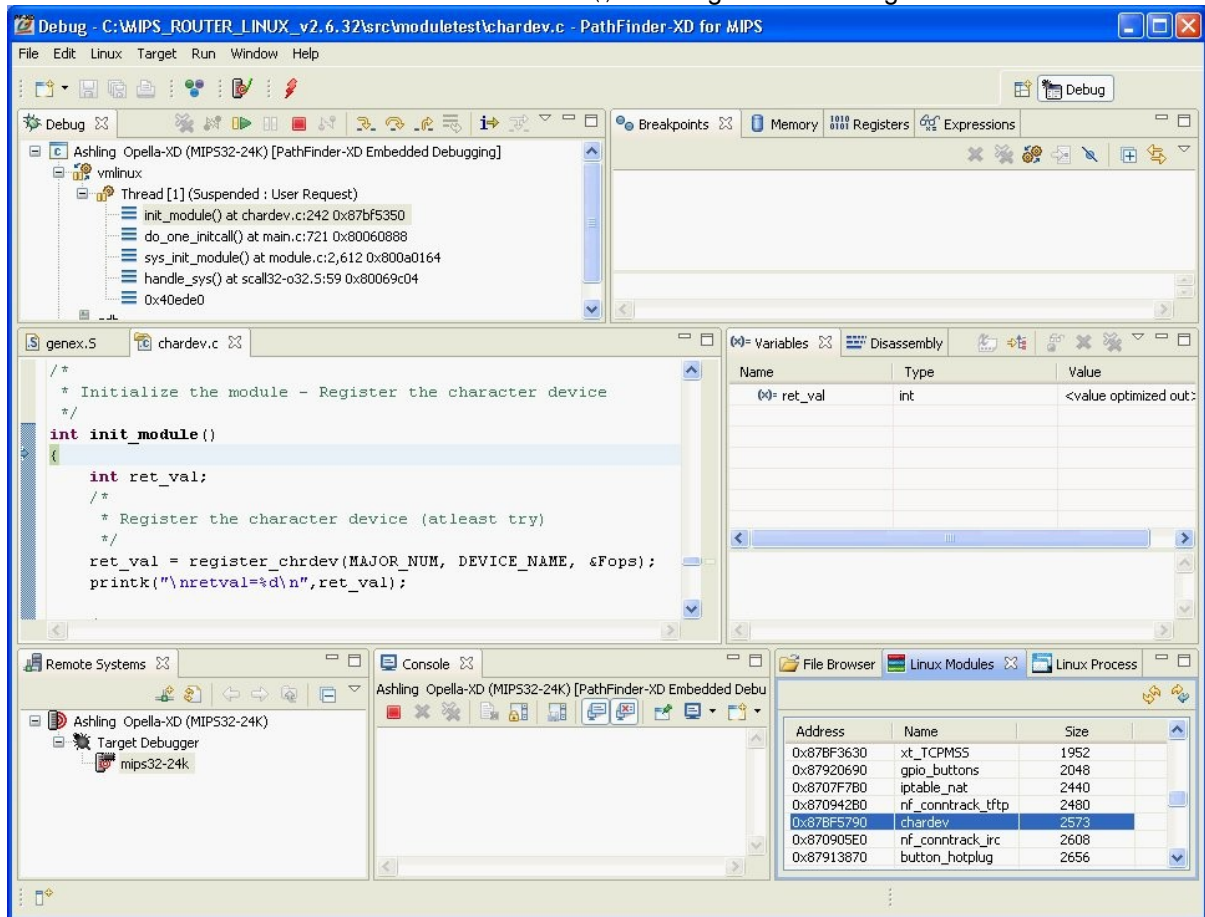 ()
Debug - C:\MIPS_ROUTER_LINUX_v2.6.32\src\moduletest\chardev.c - PathFinder-XD for MIPS
File Edit Linux Target Run Window Help
Debug
Debug
Ashling Opella-XD (MIPS32-24K) [PathFinder-XD Embedded Debugging]
vmlinux
Thread [1] (Suspended : User Request)
init_module() at chardev.c:242 0x87bf5350
do_one_initcall() at main.c:721 0x80060888
sys_init_module() at module.c:2,612 0x800a0164
handle_sys() at scall32-o32.S:59 0x80069c04
0x40ede0
Breakpoints Memory Registers Expressions
genex.S chardev.c
/*
* Initialize the module - Register the character device
*/
int init_module()
{
int ret_val;
/*
* Register the character device (atleast try)
*/
ret_val = register_chrdev(MAJOR_NUM, DEVICE_NAME, &Fops);
printk("\nretval=%d\n",ret_val);
(x)= Variables Disassembly
Name Type Value
(x)= ret_val int <value optimized out>
Remote Systems
Ashling Opella-XD (MIPS32-24K)
Target Debugger
mips32-24k
Console
Ashling Opella-XD (MIPS32-24K) [PathFinder-XD Embedded Debu
File Browser Linux Modules Linux Process
Address Name Size
0x87BF3630 xt_TCPMSS 1952
0x87920690 gpio_buttons 2048
0x8707F7B0 iptable_nat 2440
0x870942B0 nf_conntrack_tftp 2480
0x87BF5790 chardev 2573
0x870905E0 nf_conntrack_irc 2608
0x87913870 button_hotplug 2656